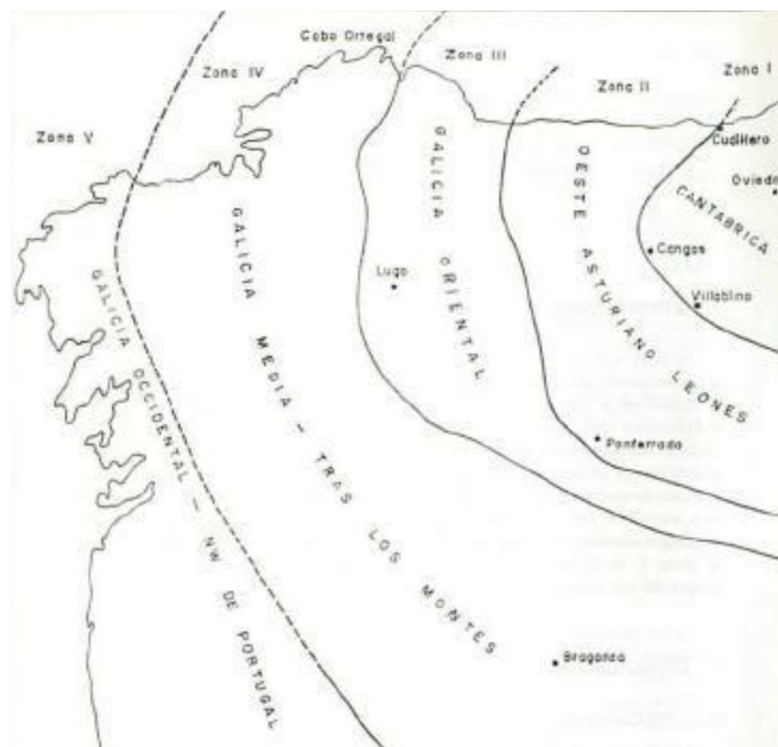 Cabo Ortegal
Zona III
Zona IV
Zona II
Zona I
Zona V
Cudillero
Oviedo
CANTABRICA
Cangas
Villablino
OESTE ASTURIANO LEONES
GALICIA ORIENTAL
Lugo
Ponferrada
GALICIA MEDIA — TRAS LOS MONTES
GALICIA OCCIDENTAL — NW DE PORTUGAL
Braganca